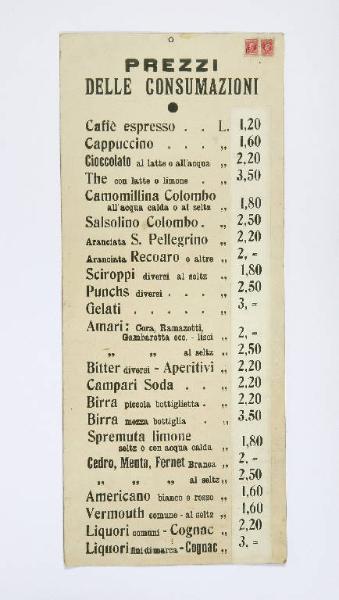 PREZZI
DELLE CONSUMAZIONI
Caffè espresso . . L. 1,20
Cappuccino . . . „ 1,60
Cioccolato al latte o all'acqua „ 2,20
The con latte o limone . „ 3,50
Camomillina Colombo
all'acqua calda o al seltz „ 1,80
Salsolino Colombo . „ 2,50
Aranciata S. Pellegrino „ 2,20
Aranciata Recoaro o altre „ 2,-
Sciroppi diversi al seltz „ 1,80
Punchs diversi . . . „ 2,50
Gelati . . . . . „ 3,-
Amari: Cora, Ramazotti,
Gambarotta ecc. - lisci „ 2,-
„ „ al seltz „ 2,50
Bitter diversi - Aperitivi „ 2,20
Campari Soda . . „ 2,20
Birra piccola bottiglietta . „ 2,20
Birra mezza bottiglia . „ 3.50
Spremuta limone
seltz o con acqua calda „ 1,80
Cedro, Menta, Fernet Branca „ 2,-
„ „ „ al seltz „ 2,50
Americano bianco e rosso „ 1,60
Vermouth comune - al seltz „ 1,60
Liquori comuni - Cognac „ 2,20
Liquori fini di marca - Cognac „ 3,-